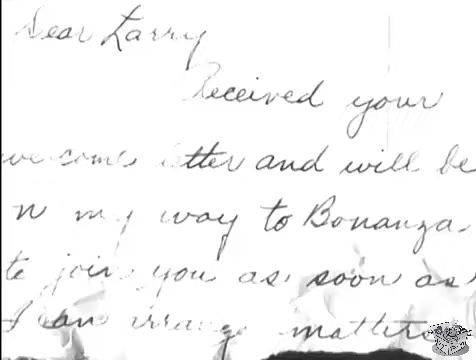 Dear Larry
Received your
welcome letter and will be
on my way to Bonanza
to join you as soon as
I can arrange matters